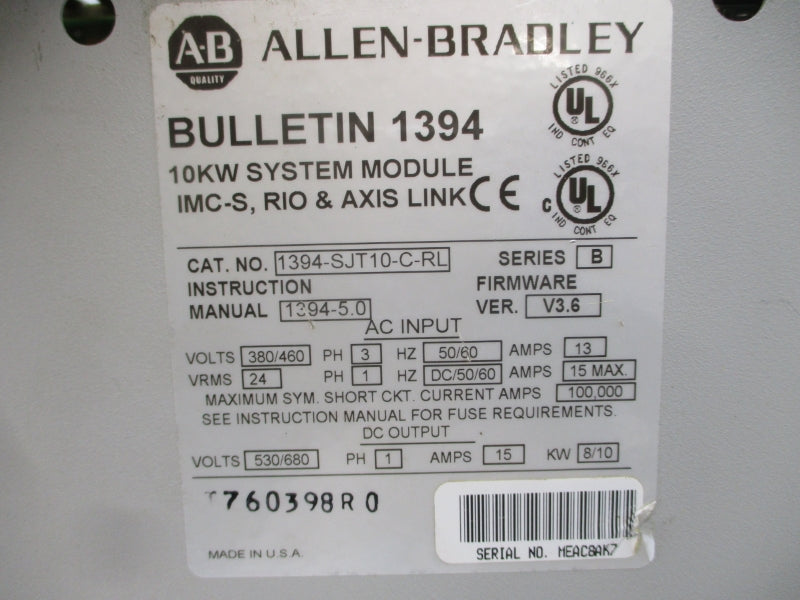 A·B
QUALITY
ALLEN-BRADLEY
BULLETIN 1394
10KW SYSTEM MODULE
IMC-S, RIO & AXIS LINK CE
LISTED 966X
UL ®
IND CONT EQ
LISTED 966X
C UL ®
IND CONT EQ
CAT. NO. 1394-SJT10-C-RL SERIES B
INSTRUCTION MANUAL 1394-5.0 FIRMWARE VER. V3.6
AC INPUT
VOLTS 380/460 PH 3 HZ 50/60 AMPS 13
VRMS 24 PH 1 HZ DC/50/60 AMPS 15 MAX.
MAXIMUM SYM. SHORT CKT. CURRENT AMPS 100,000
SEE INSTRUCTION MANUAL FOR FUSE REQUIREMENTS.
DC OUTPUT
VOLTS 530/680 PH 1 AMPS 15 KW 8/10
760398R0
MADE IN U.S.A.
SERIAL NO. MEAC8AK7